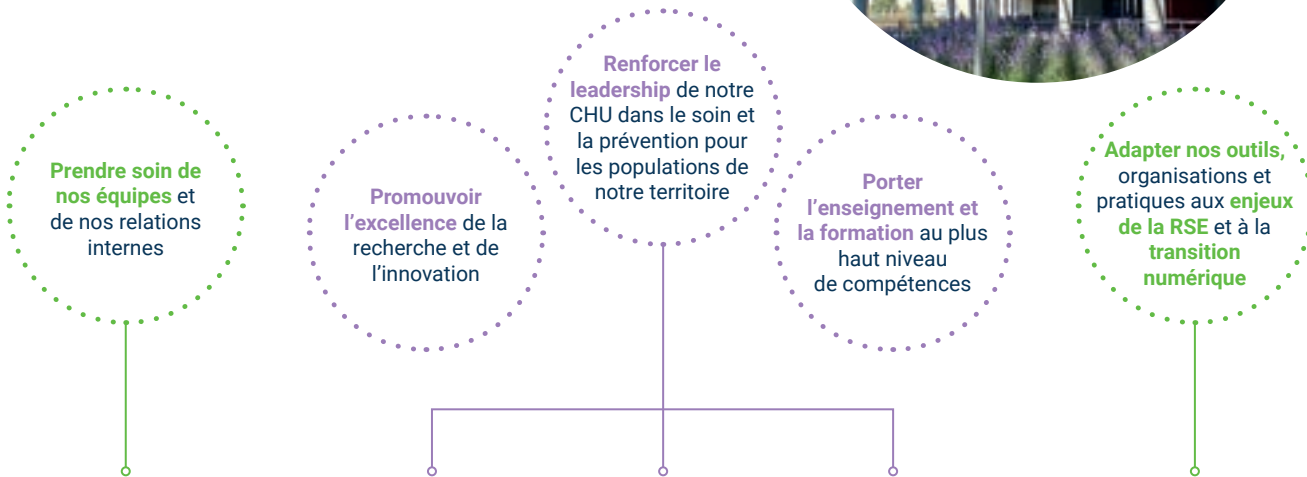 Prendre soin de
nos équipes et
de nos relations
internes
Promouvoir
l’excellence de la
recherche et de
l’innovation
Renforcer le
leadership de notre
CHU dans le soin et
la prévention pour
les populations de
notre territoire
Porter
l’enseignement et
la formation au plus
haut niveau
de compétences
Adapter nos outils,
organisations et
pratiques aux enjeux
de la RSE et à la
transition
numérique